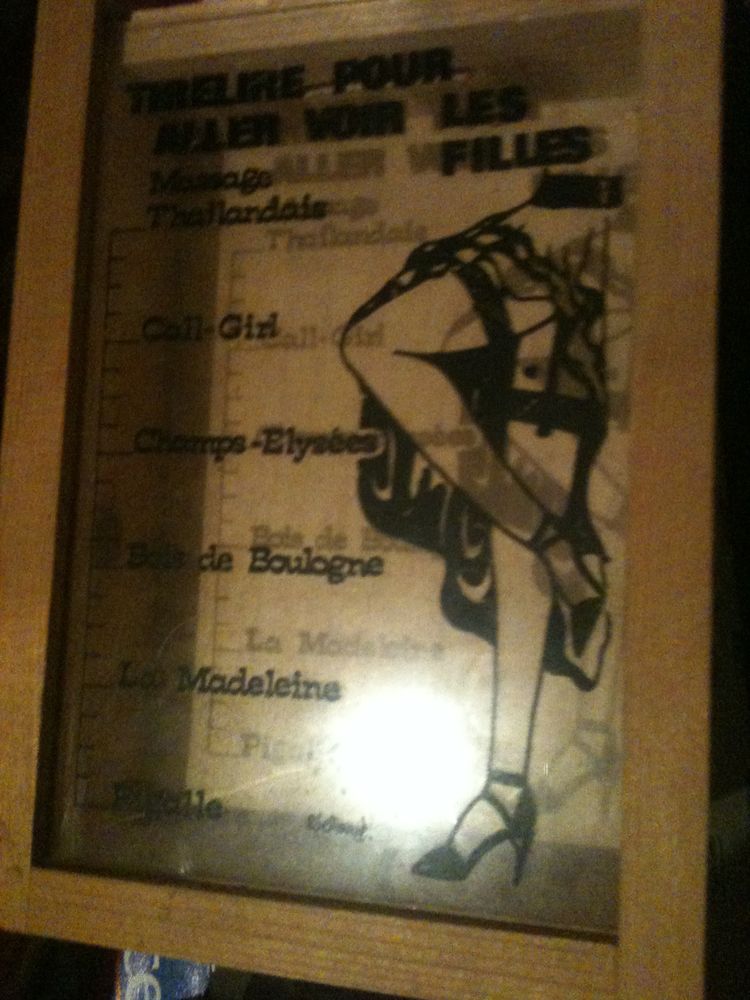 TIRELIRE POUR
ALLER VOIR LES
FILLES
Massage
Thaïlandais
Call-Girl
Champs-Elysées
Bois de Boulogne
La Madeleine
Pigalle